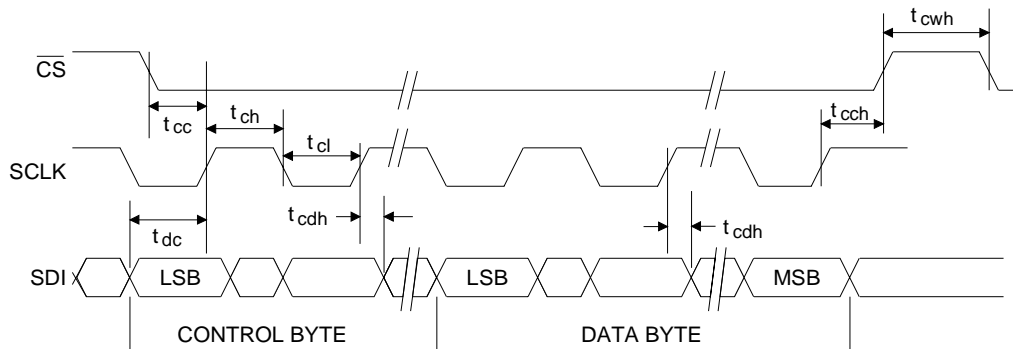 t cwh
CS
t cc
t ch
t cch
t cl
SCLK
t cdh
t cdh
t dc
SDI
LSB
LSB
MSB
CONTROL BYTE
DATA BYTE